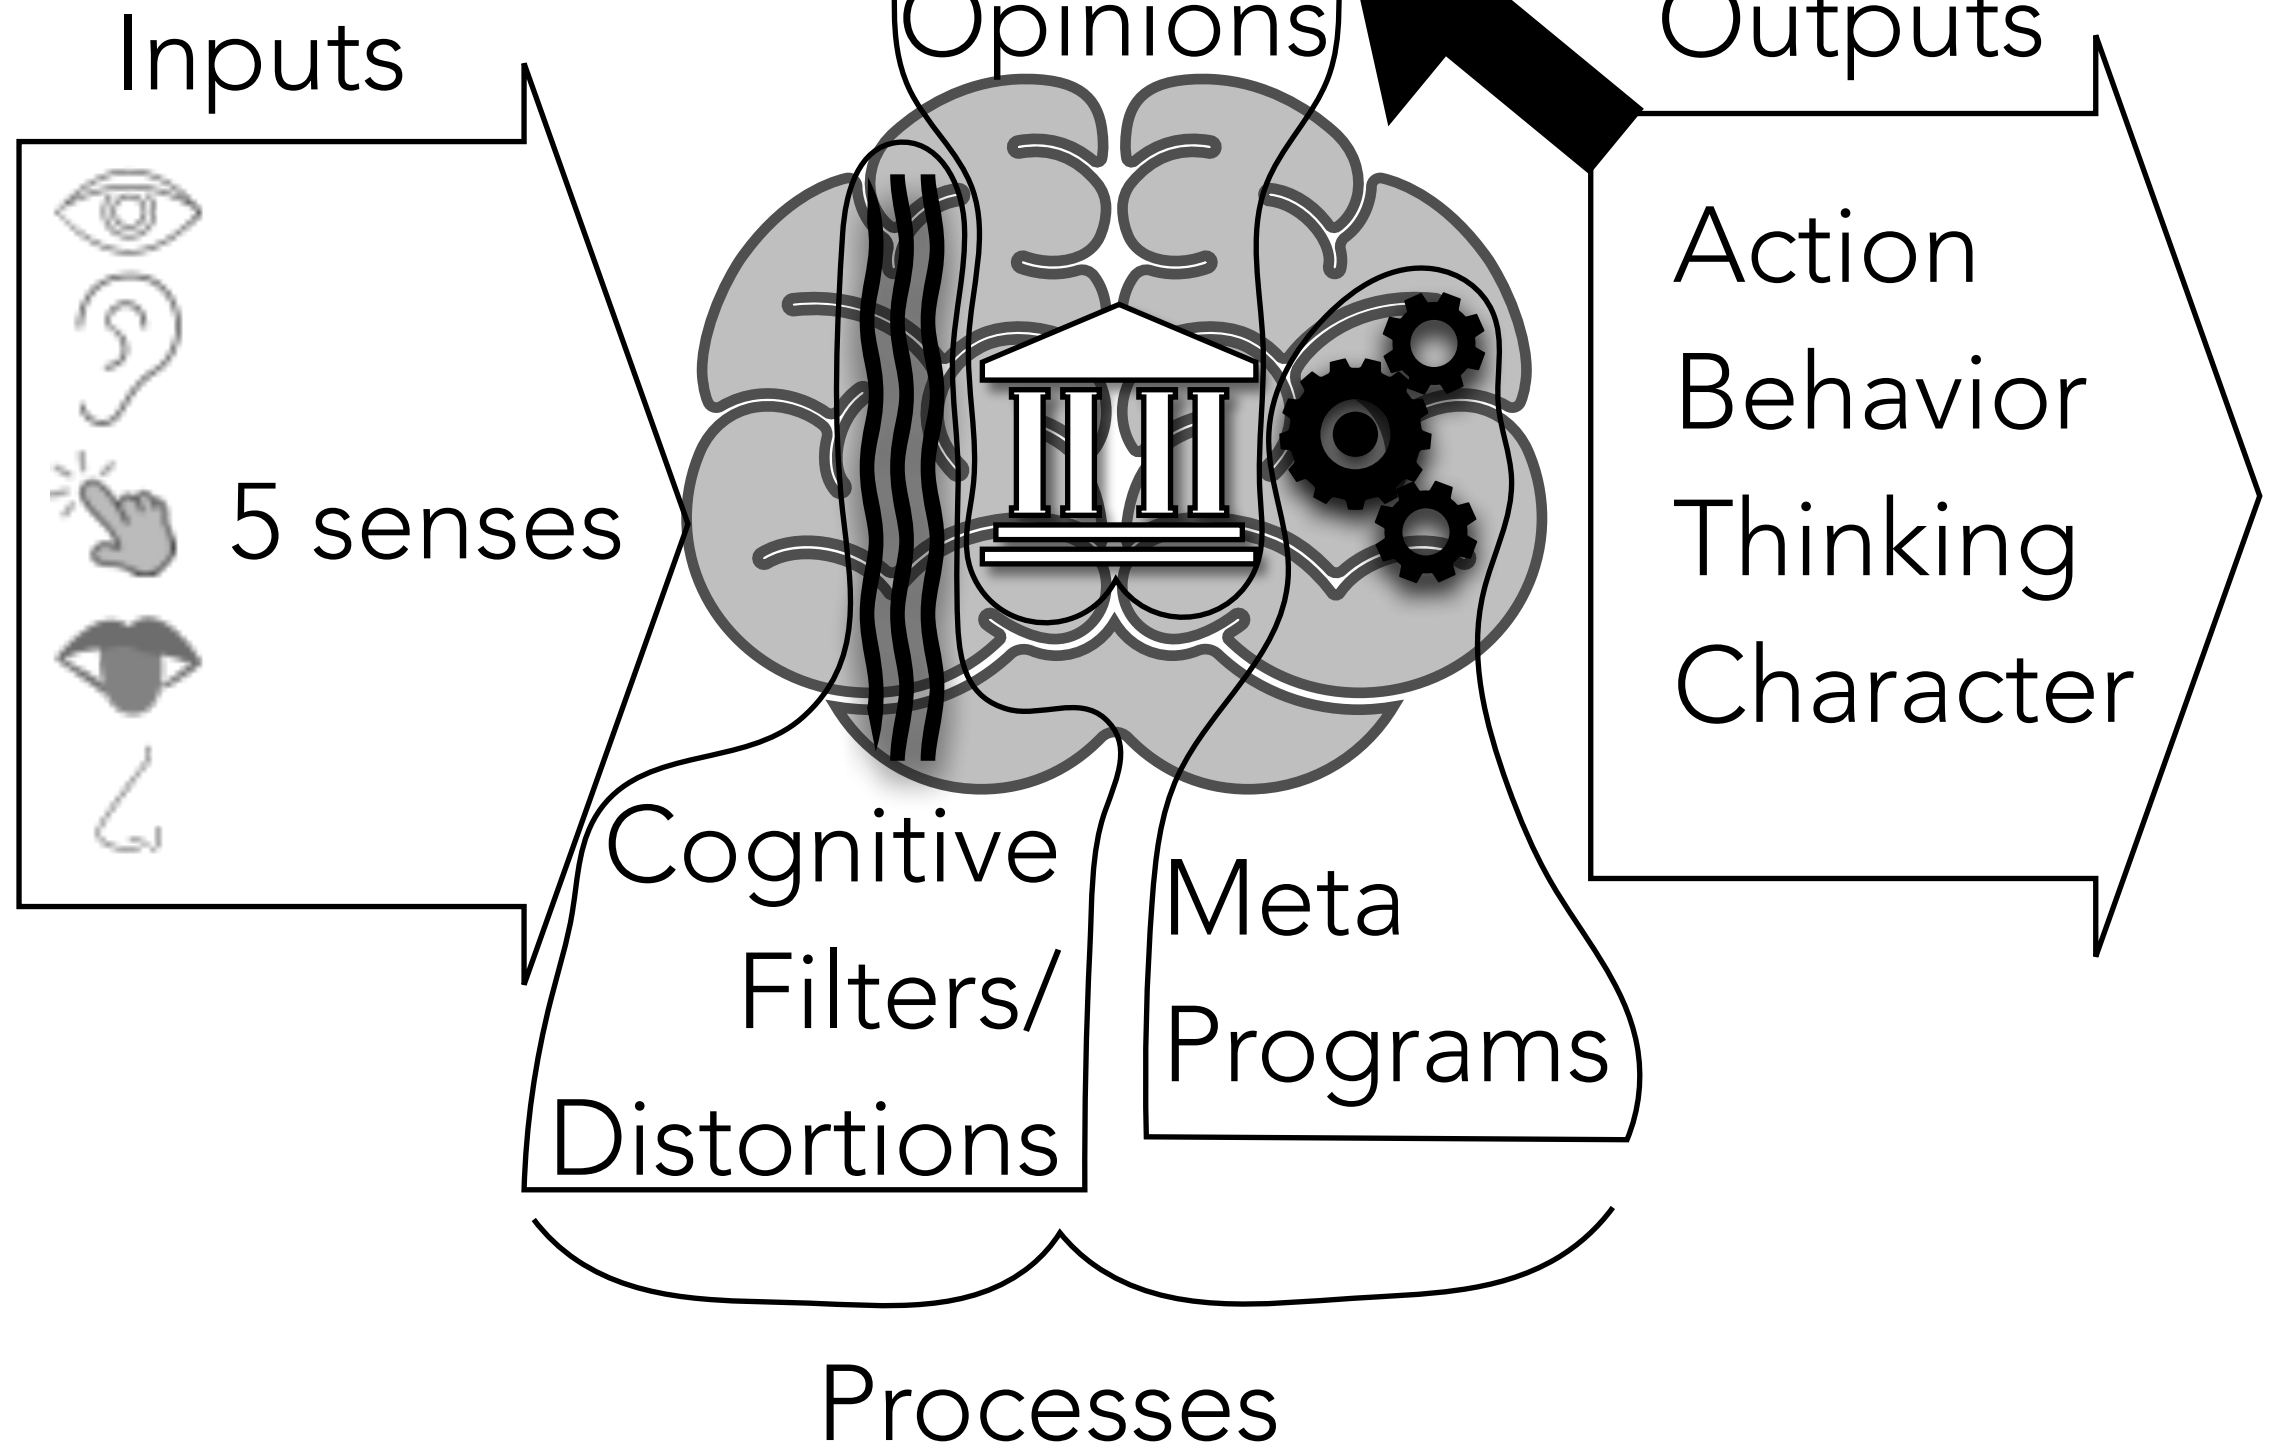 Inputs
Opinions
Outputs
5 senses
Action
Behavior
Thinking
Character
Cognitive
Filters/
Distortions
Meta
Programs
Processes